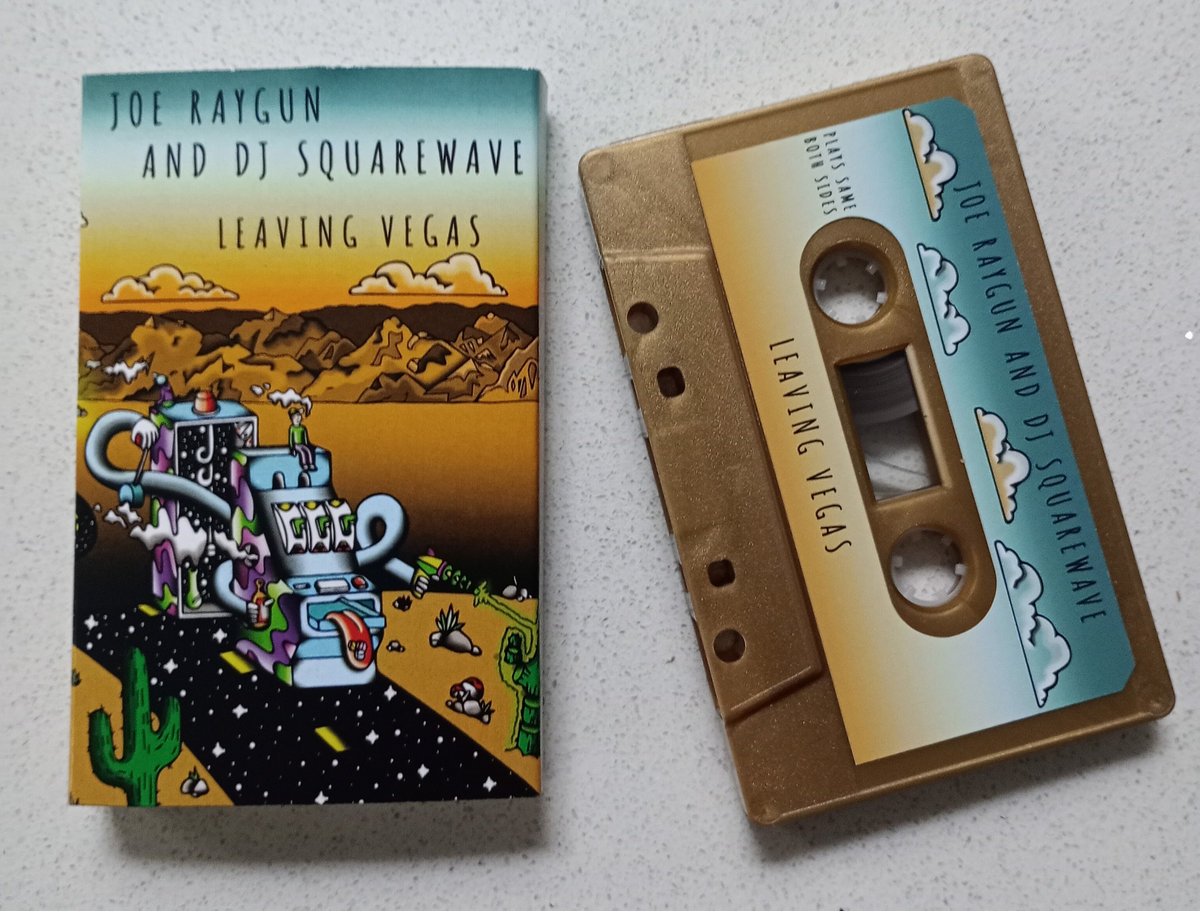 JOE RAYGUN
AND DJ SQUAREWAVE
LEAVING VEGAS
JOE RAYGUN AND DJ SQUAREWAVE
PLAYS SAME
BOTH SIDES
LEAVING VEGAS